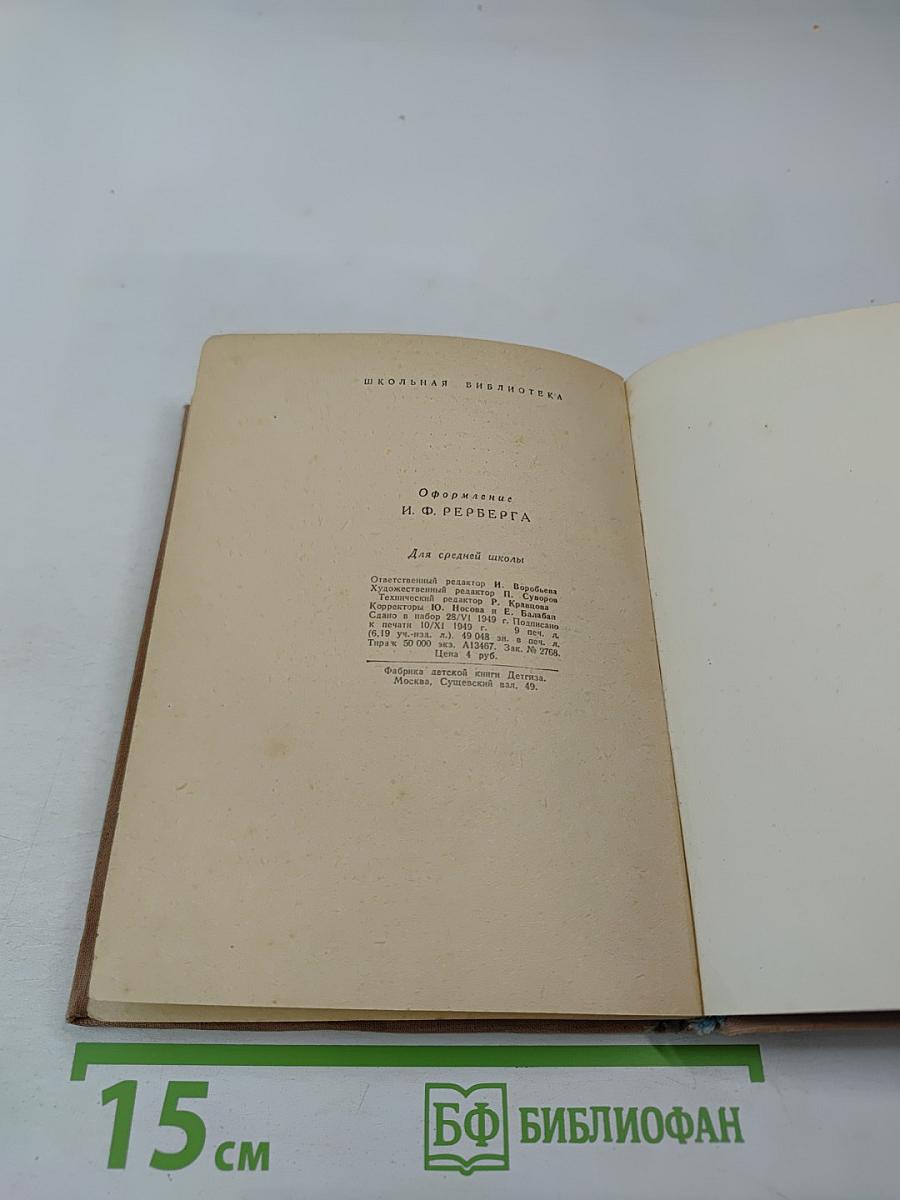 ШКОЛЬНАЯ БИБЛИОТЕКА
Оформление
И. Ф. РЕРБЕРГА
Для средней школы
Ответственный редактор И. Воробьева
Художественный редактор П. Суворов
Технический редактор Р. Кравцова
Корректоры Ю. Носова и Е. Балабан
Сдано в набор 28/VI 1949 г. Подписано
к печати 10/XI 1949 г. 9 печ. л.
(6,19 уч.-изд. л.). 49 048 зн. в печ. л.
Тираж 50 000 экз. А13467. Зак. № 2768.
Цена 4 руб.
Фабрика детской книги Детгиза.
Москва, Сущевский вал, 49.
15 см
БФ БИБЛИОФАН